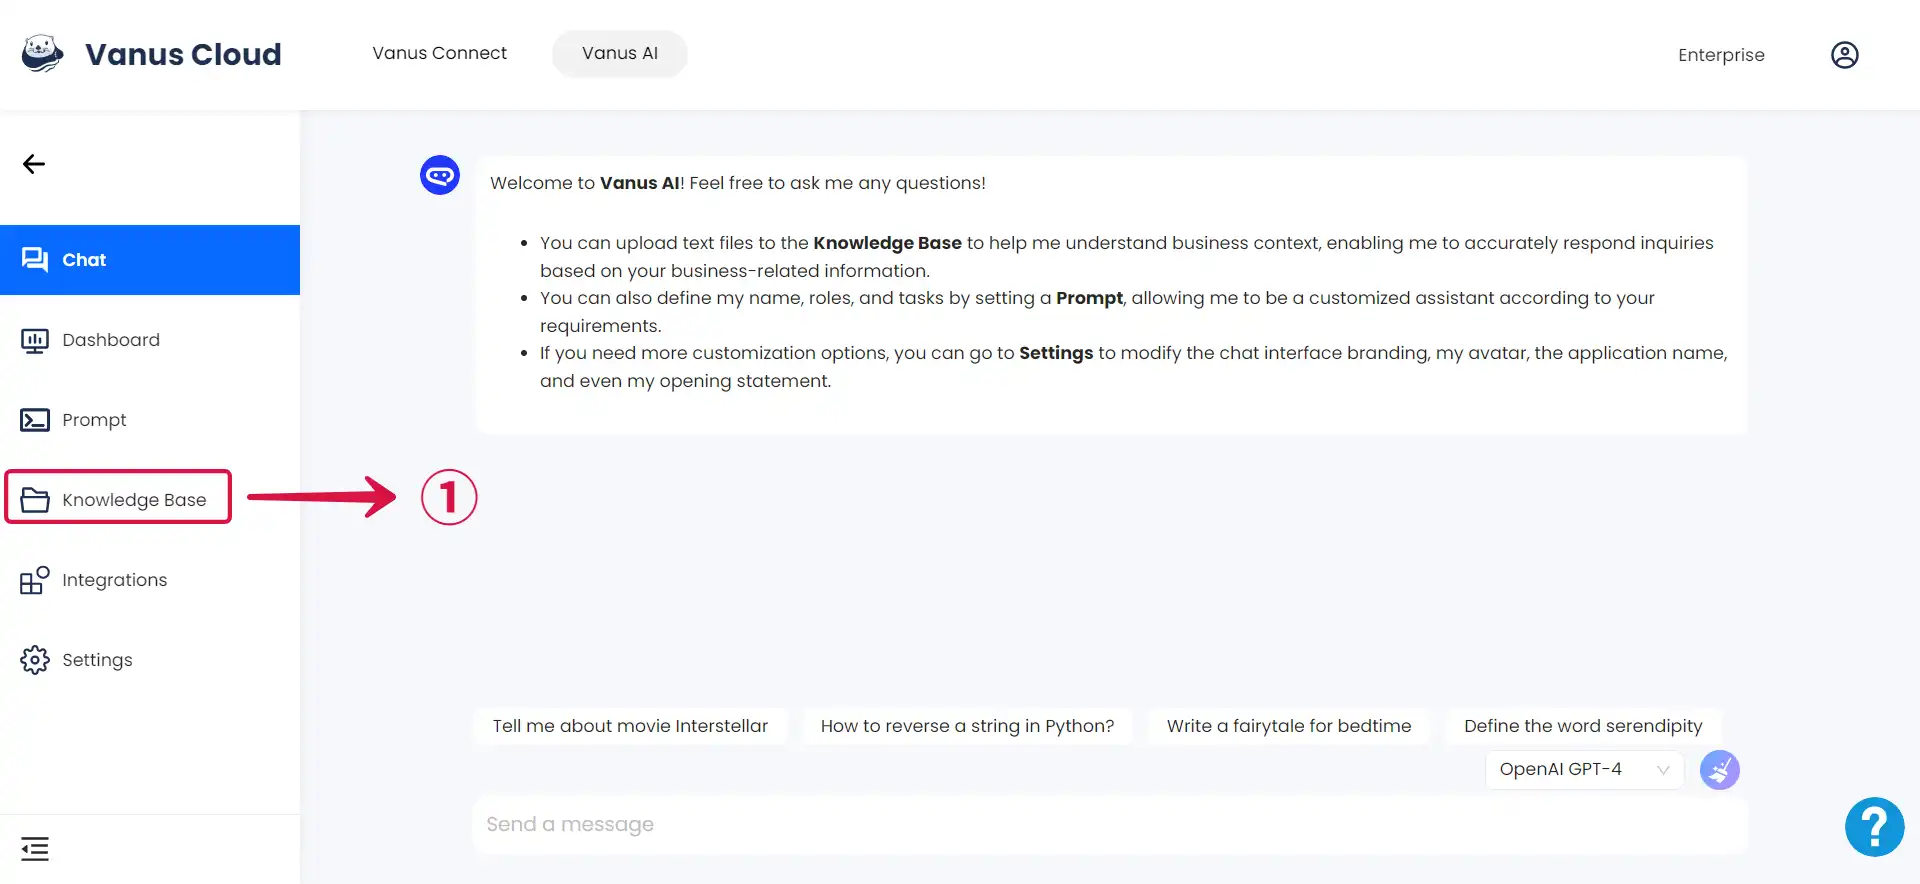 Vanus Cloud
Vanus Connect
Vanus AI
Enterprise
Chat
Dashboard
Prompt
Knowledge Base
Integrations
Settings
1
Welcome to Vanus AI! Feel free to ask me any questions!
You can upload text files to the Knowledge Base to help me understand business context, enabling me to accurately respond inquiries
based on your business-related information.
You can also define my name, roles, and tasks by setting a Prompt, allowing me to be a customized assistant according to your
requirements.
If you need more customization options, you can go to Settings to modify the chat interface branding, my avatar, the application name,
and even my opening statement.
Tell me about movie Interstellar
How to reverse a string in Python?
Write a fairytale for bedtime
Define the word serendipity
OpenAI GPT-4
Send a message
?